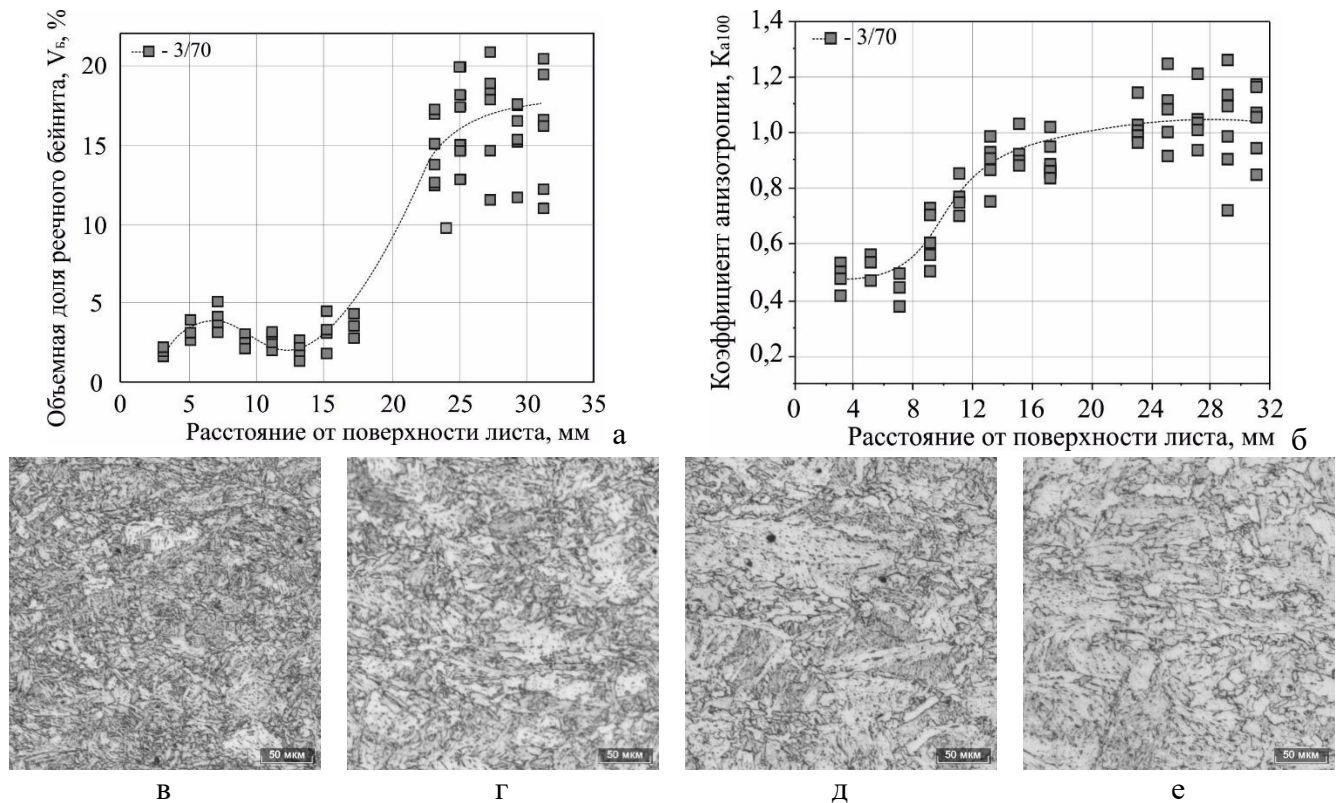 Объемная доля реечного бейнита, VБ, %
- 3/70
20
15
10
5
0
0 5 10 15 20 25 30 35
Расстояние от поверхности листа, мм
а
Коэффициент анизотропии, Ka100
- 3/70
1,4
1,2
1,0
0,8
0,6
0,4
0,2
0 4 8 12 16 20 24 28 32
Расстояние от поверхности листа, мм
б
50 мкм
50 мкм
50 мкм
50 мкм
в г д е